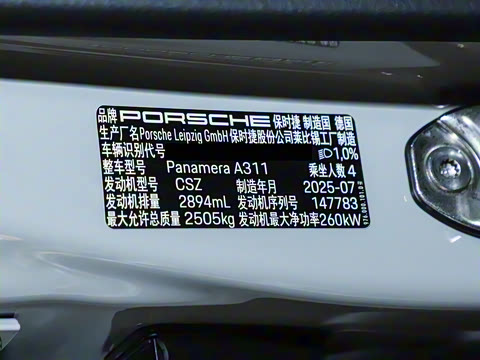 品牌 PORSCHE 保时捷 制造国 德国
生产厂名Porsche Leipzig GmbH 保时捷股份公司莱比锡工厂制造
车辆识别代号 1,0%
整车型号 Panamera A311 乘坐人数 4
发动机型号 CSZ 制造年月 2025-07
发动机排量 2894mL 发动机序列号 147783
最大允许总质量 2505kg 发动机最大净功率260kW